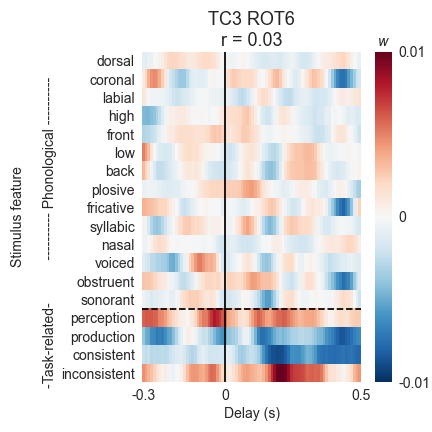 TC3 ROT6
r = 0.03
w
dorsal
coronal
labial
high
front
low
back
plosive
fricative
syllabic
nasal
voiced
obstruent
sonorant
perception
production
consistent
inconsistent
Stimulus feature
-Task-related- ---------- Phonological ----------
0.01
0
-0.01
-0.3
0
0.5
Delay (s)